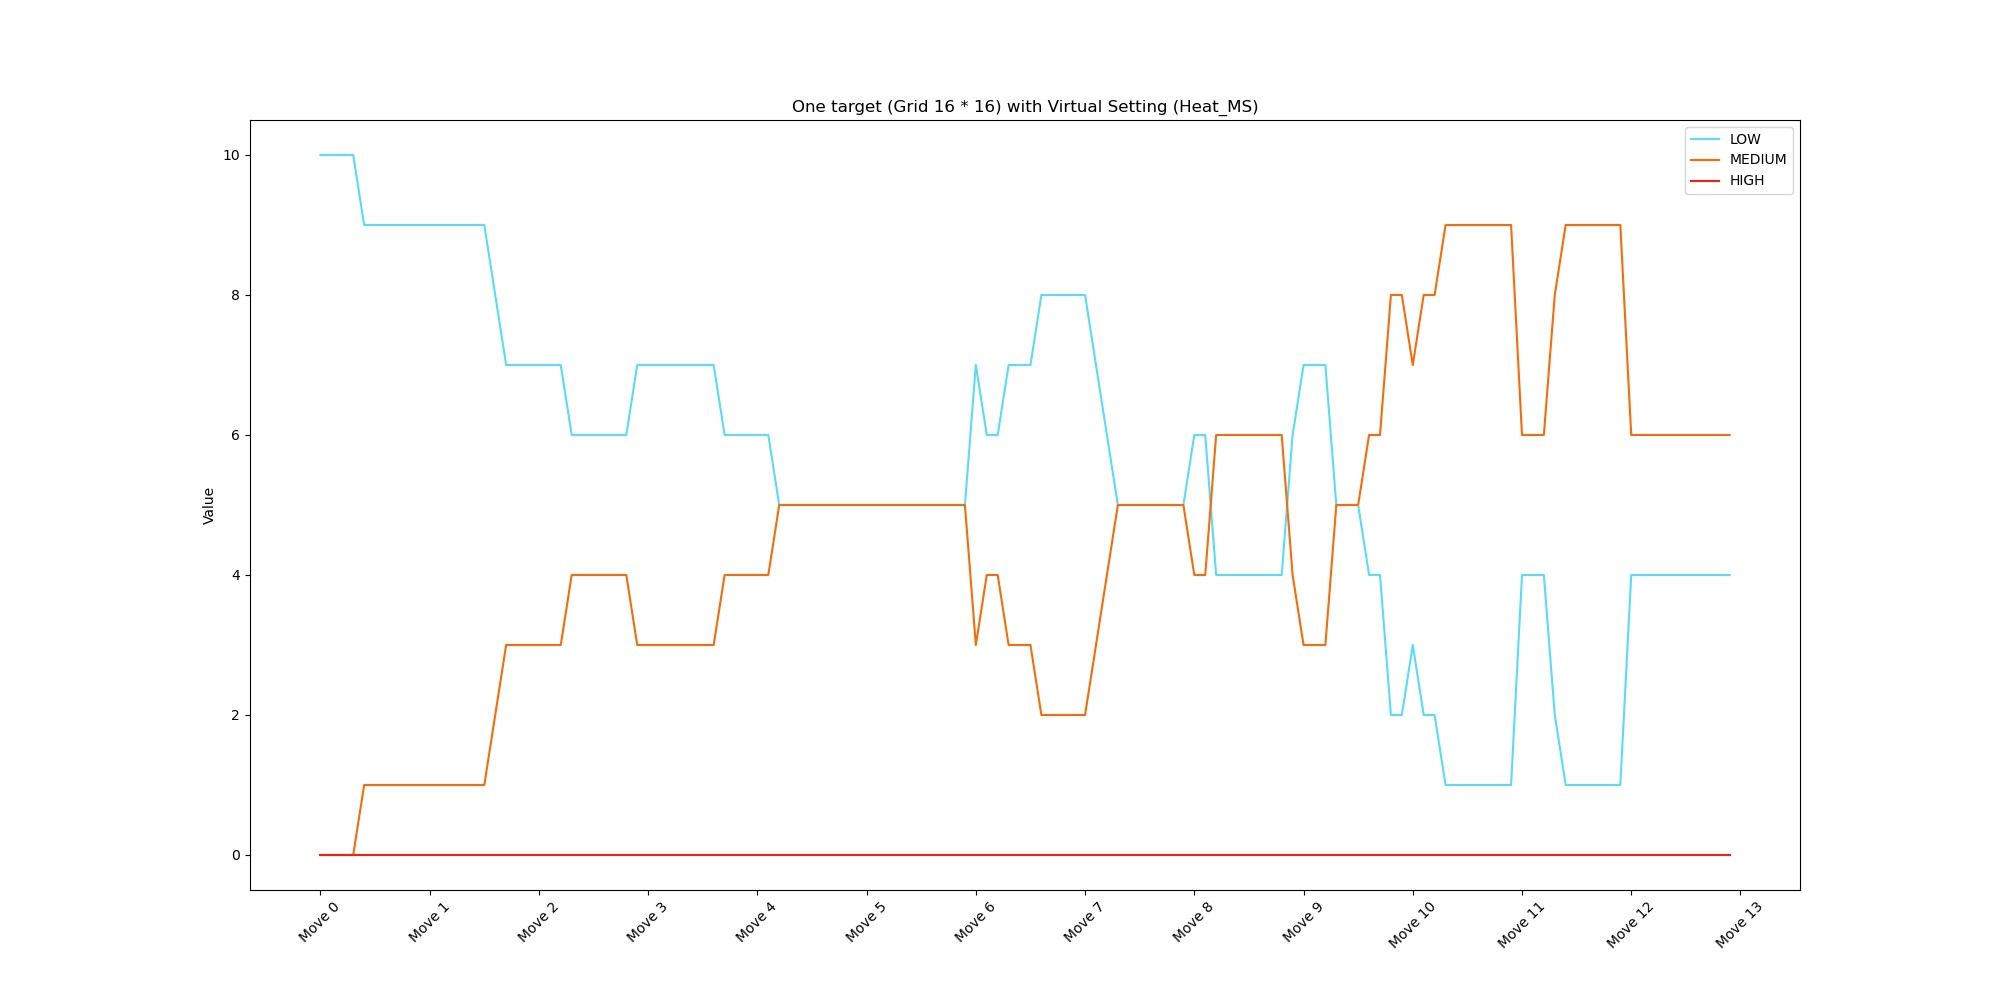 One target (Grid 16 * 16) with Virtual Setting (Heat_MS)
LOW
MEDIUM
HIGH
10
8
6
4
2
0
Value
Move 0
Move 1
Move 2
Move 3
Move 4
Move 5
Move 6
Move 7
Move 8
Move 9
Move 10
Move 11
Move 12
Move 13